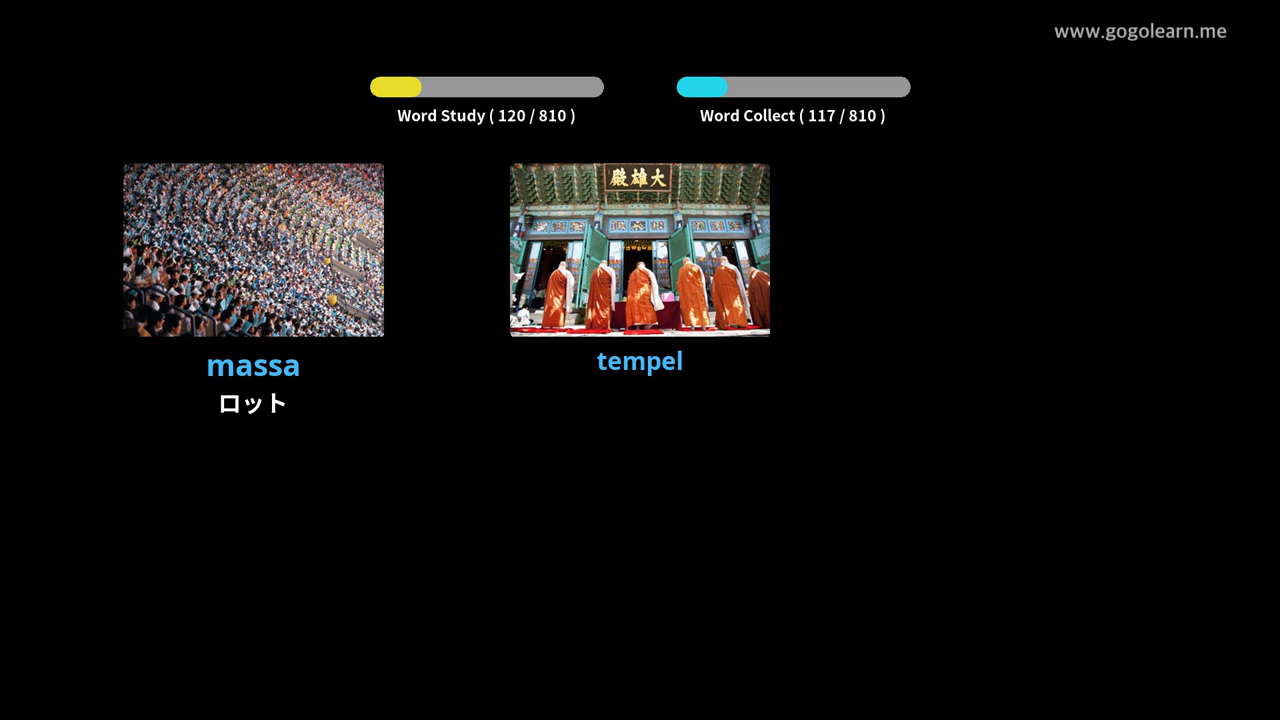 www.gogolearn.me
Word Study ( 120 / 810 )
Word Collect ( 117 / 810 )
殿雄大
massa
ロット
tempel